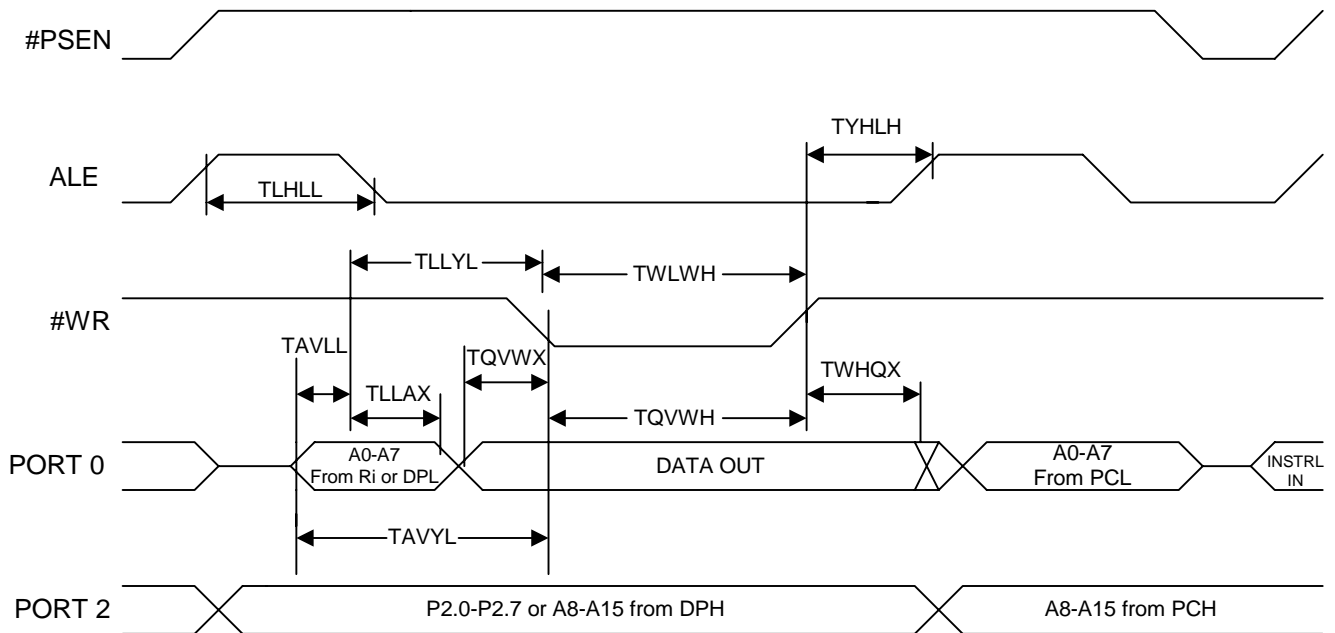 #PSEN
TYHLH
ALE
TLHLL
TLLYL
TWLWH
#WR
TAVLL
TQVWX
TWHQX
TLLAX
TQVWH
PORT 0
A0-A7
From Ri or DPL
DATA OUT
A0-A7
From PCL
INSTRL
IN
TAVYL
PORT 2
P2.0-P2.7 or A8-A15 from DPH
A8-A15 from PCH